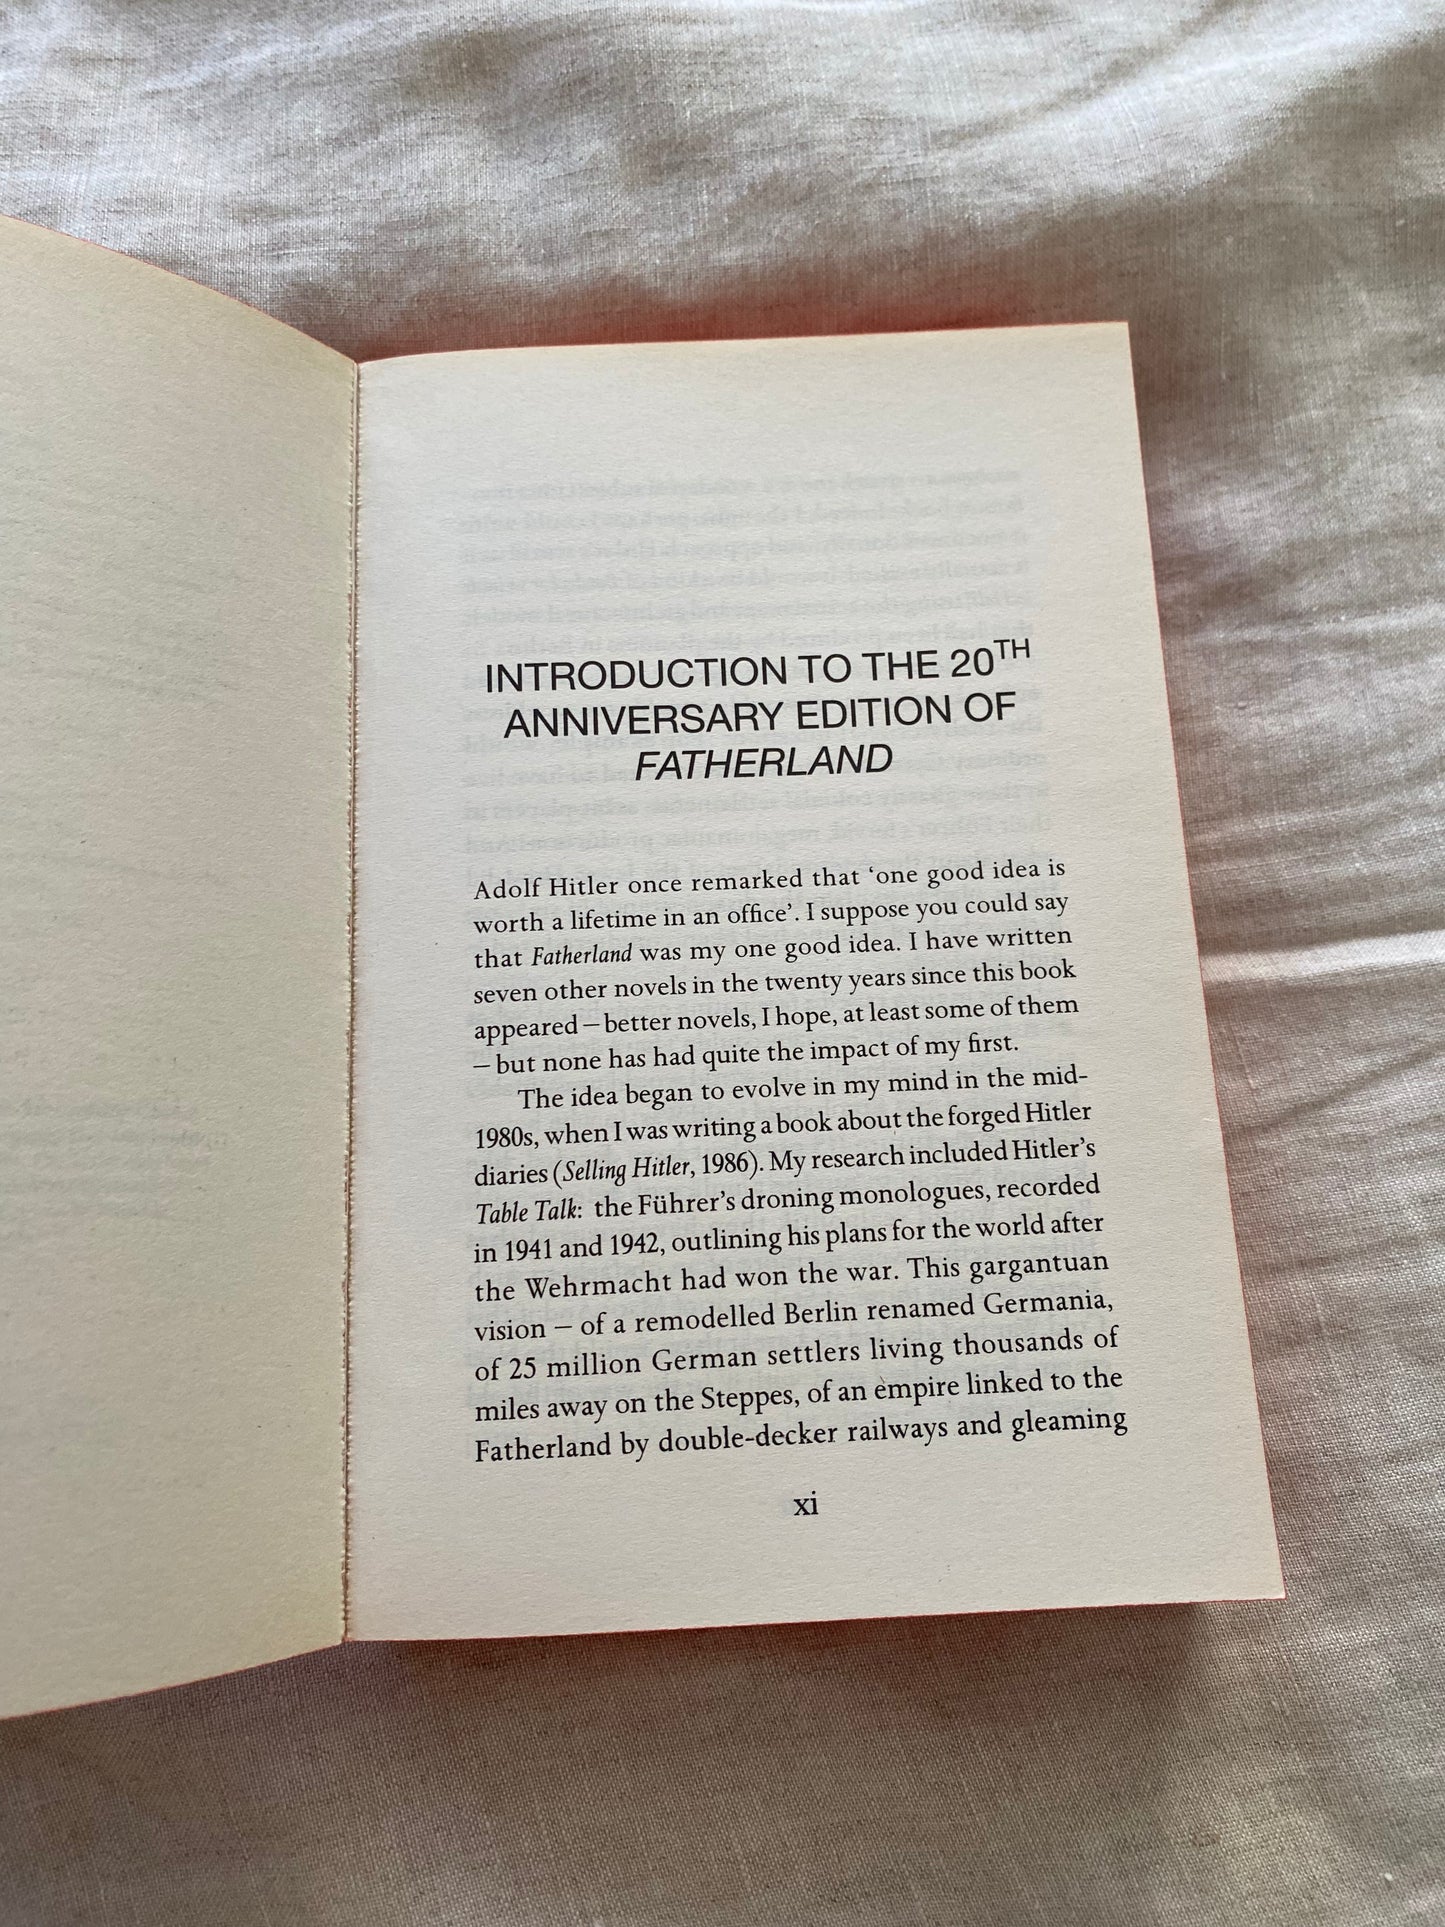 INTRODUCTION TO THE 20TH
ANNIVERSARY EDITION OF
FATHERLAND
Adolf Hitler once remarked that ‘one good idea is
worth a lifetime in an office’. I suppose you could say
that Fatherland was my one good idea. I have written
seven other novels in the twenty years since this book
appeared – better novels, I hope, at least some of them
– but none has had quite the impact of my first.
The idea began to evolve in my mind in the mid-
1980s, when I was writing a book about the forged Hitler
diaries (Selling Hitler, 1986). My research included Hitler’s
Table Talk: the Führer’s droning monologues, recorded
in 1941 and 1942, outlining his plans for the world after
the Wehrmacht had won the war. This gargantuan
vision – of a remodelled Berlin renamed Germania,
of 25 million German settlers living thousands of
miles away on the Steppes, of an empire linked to the
Fatherland by double-decker railways and gleaming
xi